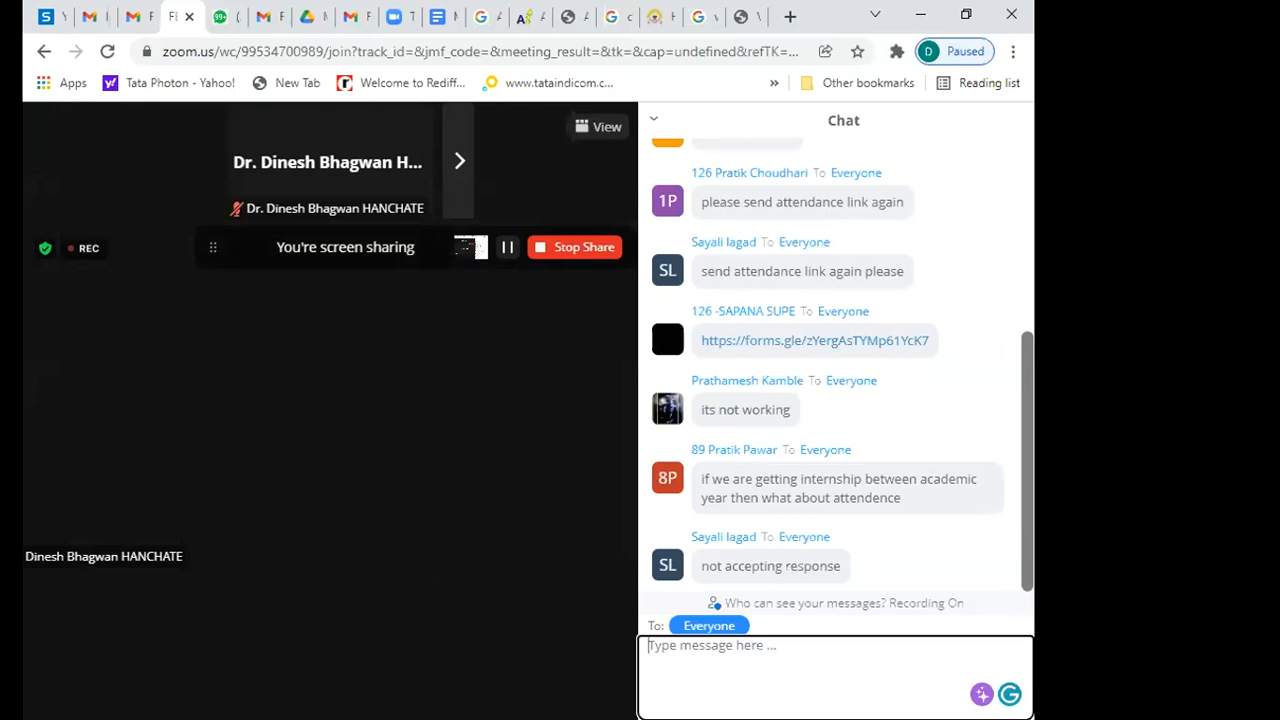 99+
zoom.us/wc/99534700989/join?track_id=&jmf_code=&meeting_result=&tk=&cap=undefined&refTK=...
D Paused
Apps
Tata Photon - Yahoo!
New Tab
Welcome to Rediff...
www.tataindicom.c...
»
Other bookmarks
Reading list
View
Dr. Dinesh Bhagwan H...
Dr. Dinesh Bhagwan HANCHATE
REC
You're screen sharing
Stop Share
Dinesh Bhagwan HANCHATE
Chat
126 Pratik Choudhari To Everyone
1P
please send attendance link again
Sayali lagad To Everyone
SL
send attendance link again please
126 -SAPANA SUPE To Everyone
https://forms.gle/zYergAsTYMp61YcK7
Prathamesh Kamble To Everyone
its not working
89 Pratik Pawar To Everyone
8P
if we are getting internship between academic
year then what about attendence
Sayali lagad To Everyone
SL
not accepting response
Who can see your messages? Recording On
To: Everyone
Type message here ...